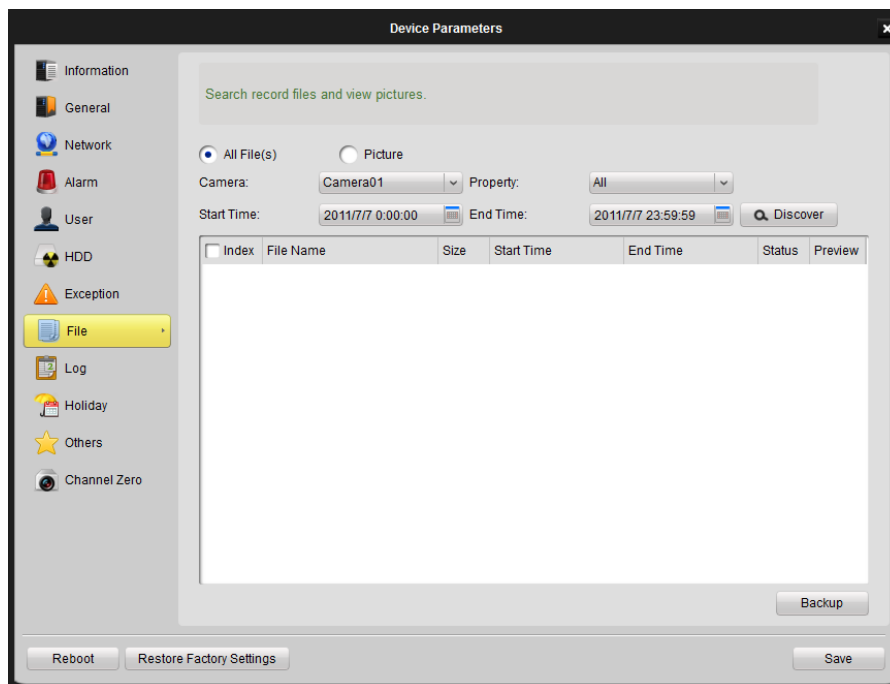 Device Parameters
Information
General
Network
Alarm
User
HDD
Exception
File
Log
Holiday
Others
Channel Zero
Search record files and view pictures.
All File(s) Picture
Camera: Camera01 Property: All
Start Time: 2011/7/7 0:00:00 End Time: 2011/7/7 23:59:59 Discover
Index File Name Size Start Time End Time Status Preview
Backup
Reboot Restore Factory Settings Save